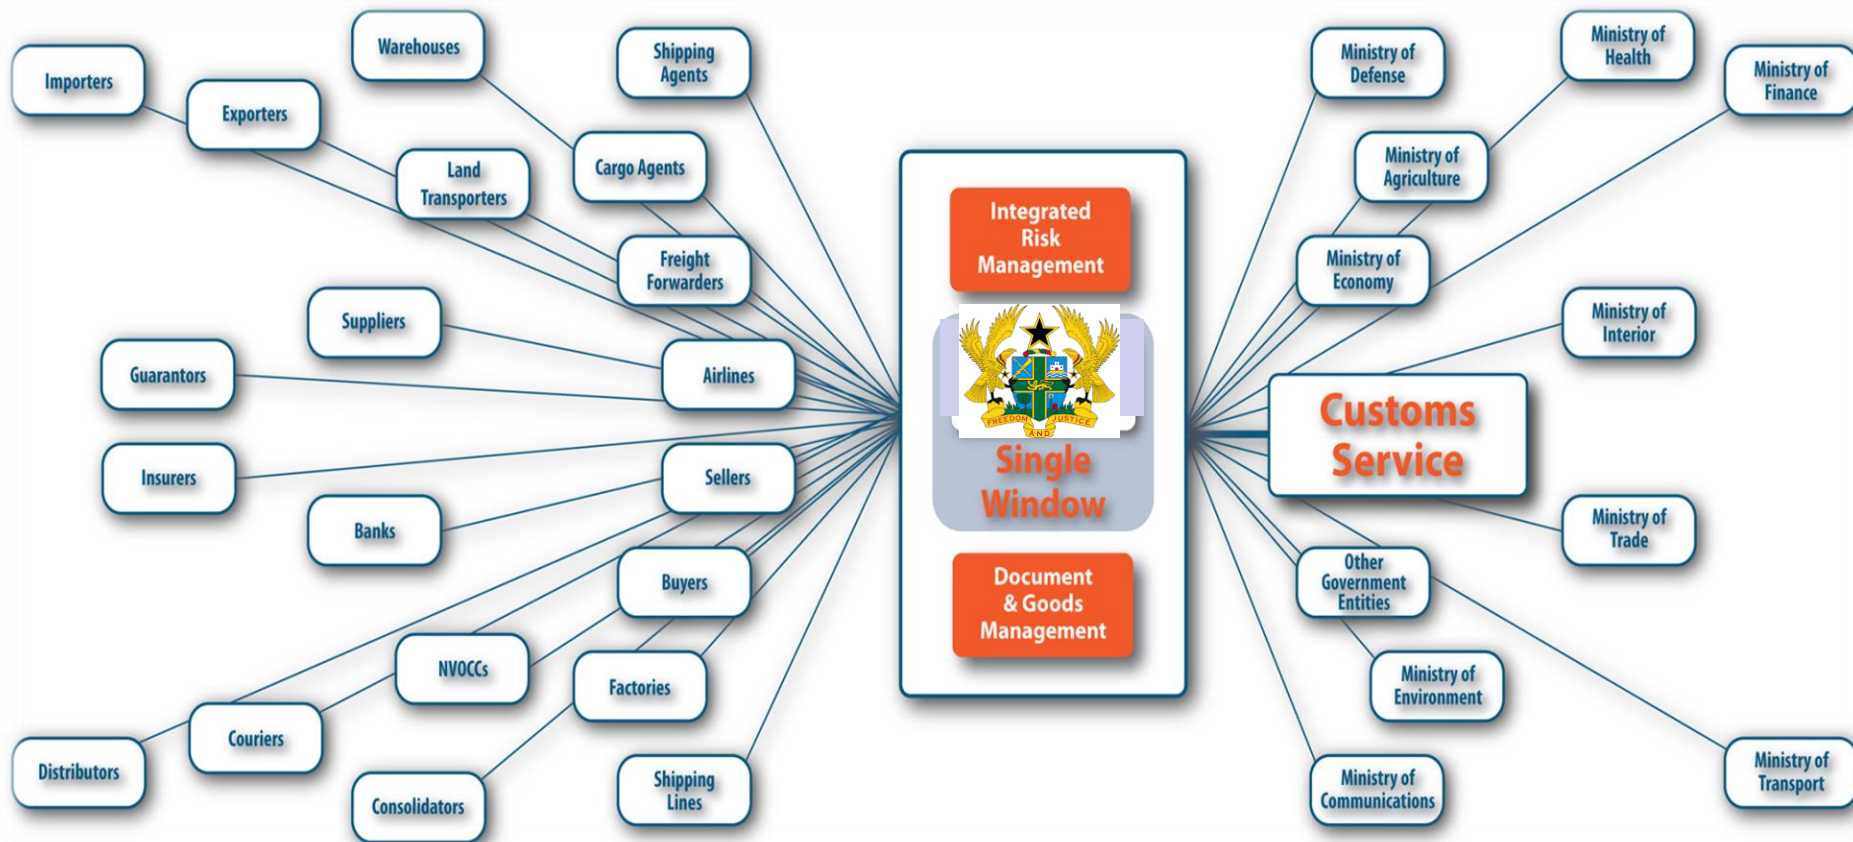 Importers
Exporters
Warehouses
Shipping
Agents
Land
Transporters
Cargo Agents
Freight
Forwarders
Suppliers
Guarantors
Airlines
Insurers
Sellers
Banks
Buyers
NVOCCs
Factories
Couriers
Distributors
Consolidators
Shipping
Lines
Integrated
Risk
Management
FREEDOM
JUSTICE
AND
Single
Window
Document
& Goods
Management
Ministry of
Defense
Ministry of
Health
Ministry of
Finance
Ministry of
Agriculture
Ministry of
Economy
Ministry of
Interior
Customs
Service
Ministry of
Trade
Other
Government
Entities
Ministry of
Environment
Ministry of
Transport
Ministry of
Communications